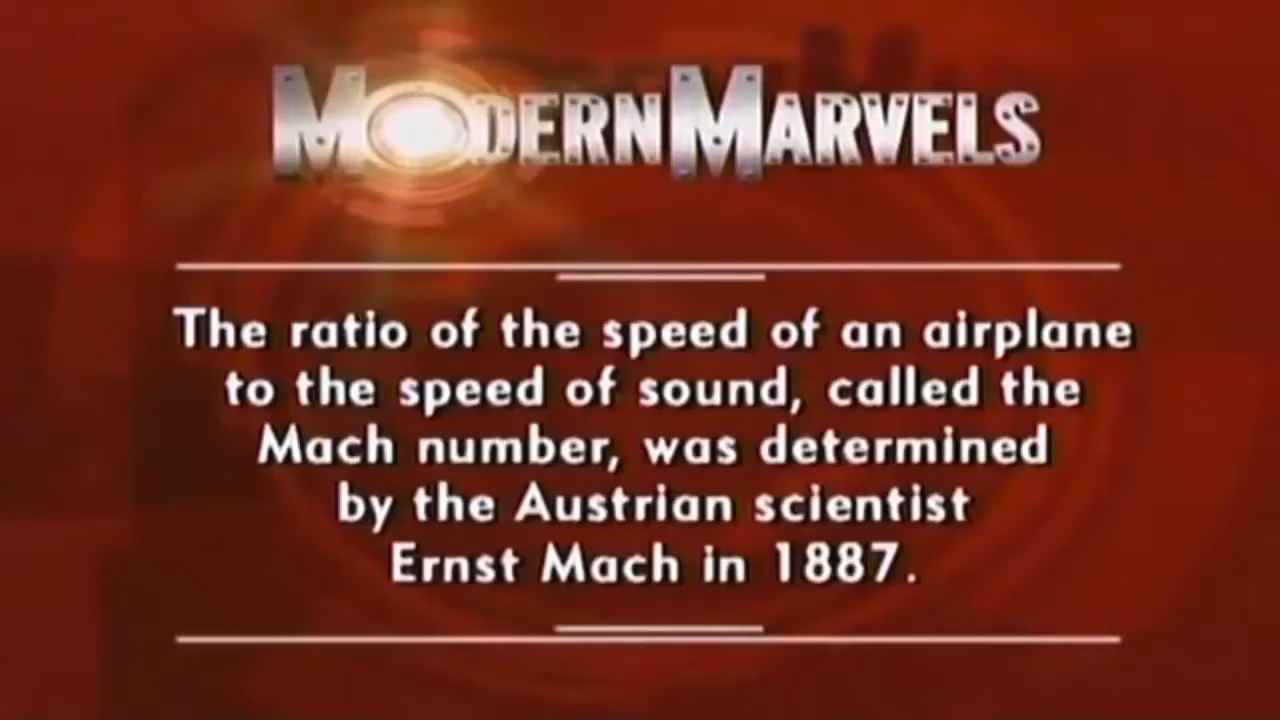 MODERN MARVELS
The ratio of the speed of an airplane
to the speed of sound, called the
Mach number, was determined
by the Austrian scientist
Ernst Mach in 1887.